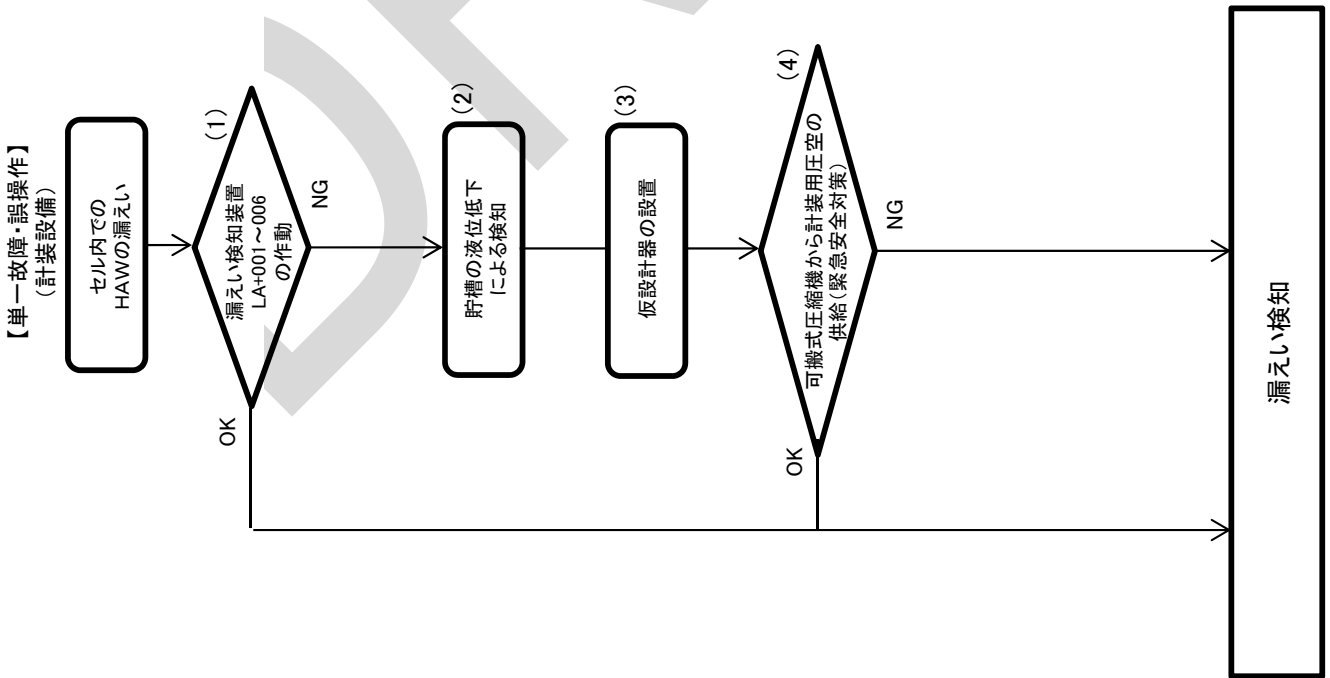 【単一故障・誤操作】
(計装設備)
セル内での
HAWの漏えい
(1)
漏えい検知装置
LA+001～006
の作動
OK
NG
(2)
貯槽の液位低下
による検知
(3)
仮設計器の設置
(4)
可搬式圧縮機から計装用圧空の
供給(緊急安全対策)
OK
NG
漏えい検知